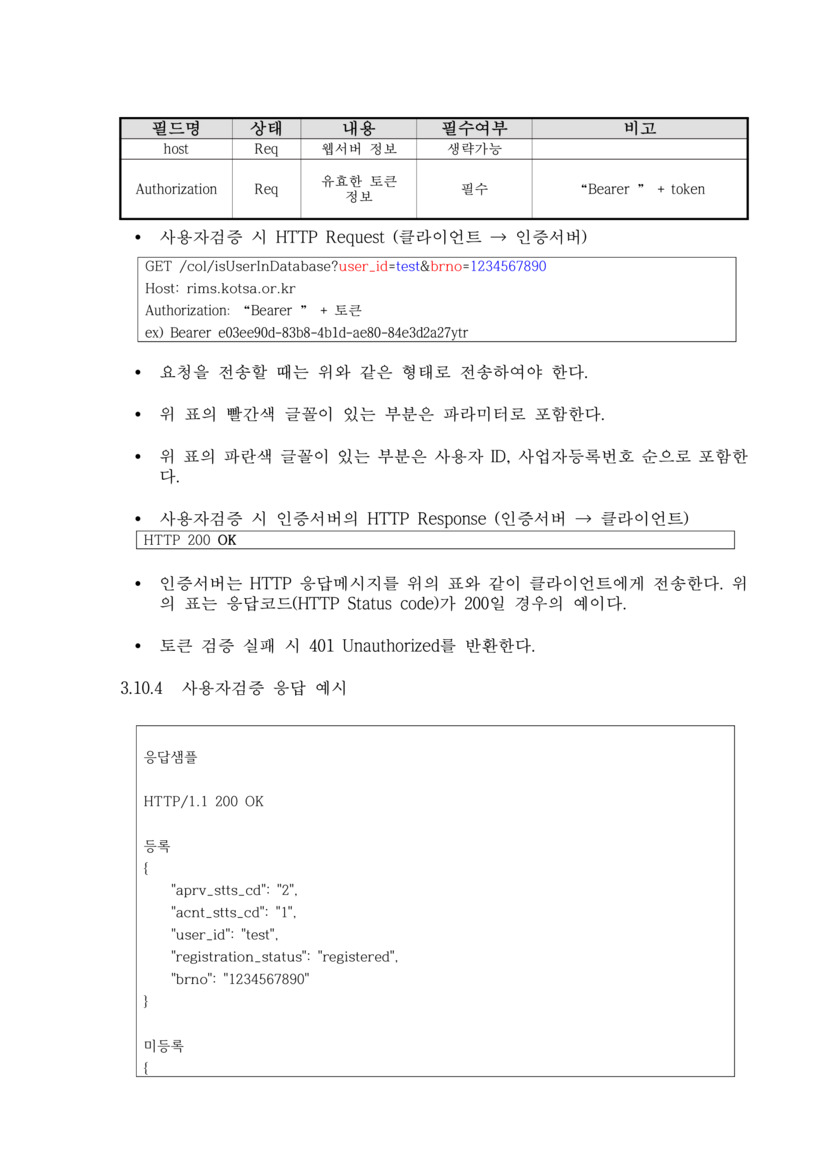 필드명 상태 내용 필수여부 비고
host Req 웹서버 정보 생략가능
Authorization Req 유효한 토큰 정보 필수 “Bearer ” + token
• 사용자검증 시 HTTP Request (클라이언트 → 인증서버)
GET /col/isUserInDatabase?user_id=test&brno=1234567890
Host: rims.kotsa.or.kr
Authorization: “Bearer ” + 토큰
ex) Bearer e03ee90d-83b8-4b1d-ae80-84e3d2a27ytr
• 요청을 전송할 때는 위와 같은 형태로 전송하여야 한다.
• 위 표의 빨간색 글꼴이 있는 부분은 파라미터로 포함한다.
• 위 표의 파란색 글꼴이 있는 부분은 사용자 ID, 사업자등록번호 순으로 포함한
다.
• 사용자검증 시 인증서버의 HTTP Response (인증서버 → 클라이언트)
HTTP 200 OK
• 인증서버는 HTTP 응답메시지를 위의 표와 같이 클라이언트에게 전송한다. 위
의 표는 응답코드(HTTP Status code)가 200일 경우의 예이다.
• 토큰 검증 실패 시 401 Unauthorized를 반환한다.
3.10.4 사용자검증 응답 예시
응답샘플
HTTP/1.1 200 OK
등록
{
"aprv_stts_cd": "2",
"acnt_stts_cd": "1",
"user_id": "test",
"registration_status": "registered",
"brno": "1234567890"
}
미등록
{